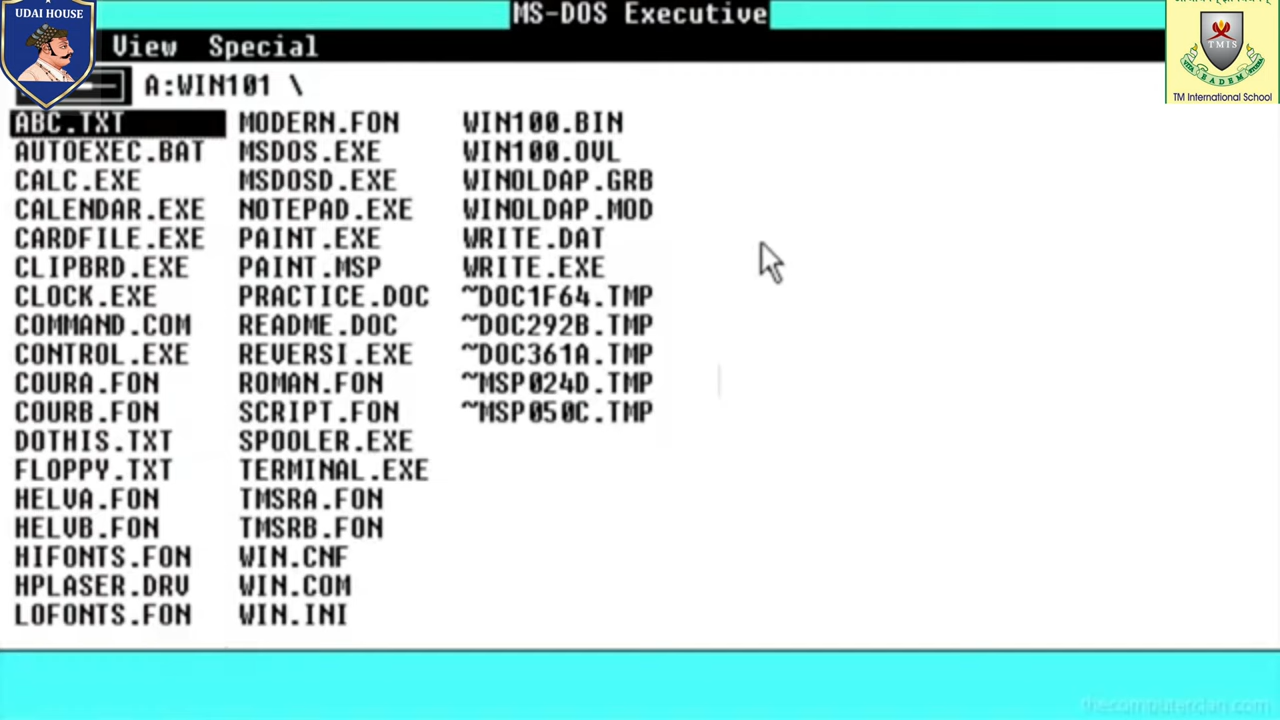 MS-DOS Executive
UDAI HOUSE
View Special
TMIS
TM International School
A:WIN101 \
ABC.TXT MODERN.FON WIN100.BIN
AUTOEXEC.BAT MSDOS.EXE WIN100.OVL
CALC.EXE MSDOSD.EXE WINOLDAP.GRB
CALENDAR.EXE NOTEPAD.EXE WINOLDAP.MOD
CARDFILE.EXE PAINT.EXE WRITE.DAT
CLIPBRD.EXE PAINT.MSP WRITE.EXE
CLOCK.EXE PRACTICE.DOC ~DOC1F64.TMP
COMMAND.COM README.DOC ~DOC292B.TMP
CONTROL.EXE REVERSI.EXE ~DOC361A.TMP
COURA.FON ROMAN.FON ~MSP024D.TMP
COURB.FON SCRIPT.FON ~MSP050C.TMP
DOTHIS.TXT SPOOLER.EXE
FLOPPY.TXT TERMINAL.EXE
HELVA.FON TMSRA.FON
HELVB.FON TMSRB.FON
HIFONTS.FON WIN.CNF
HPLASER.DRV WIN.COM
LOFONTS.FON WIN.INI
thecomputerdan.com